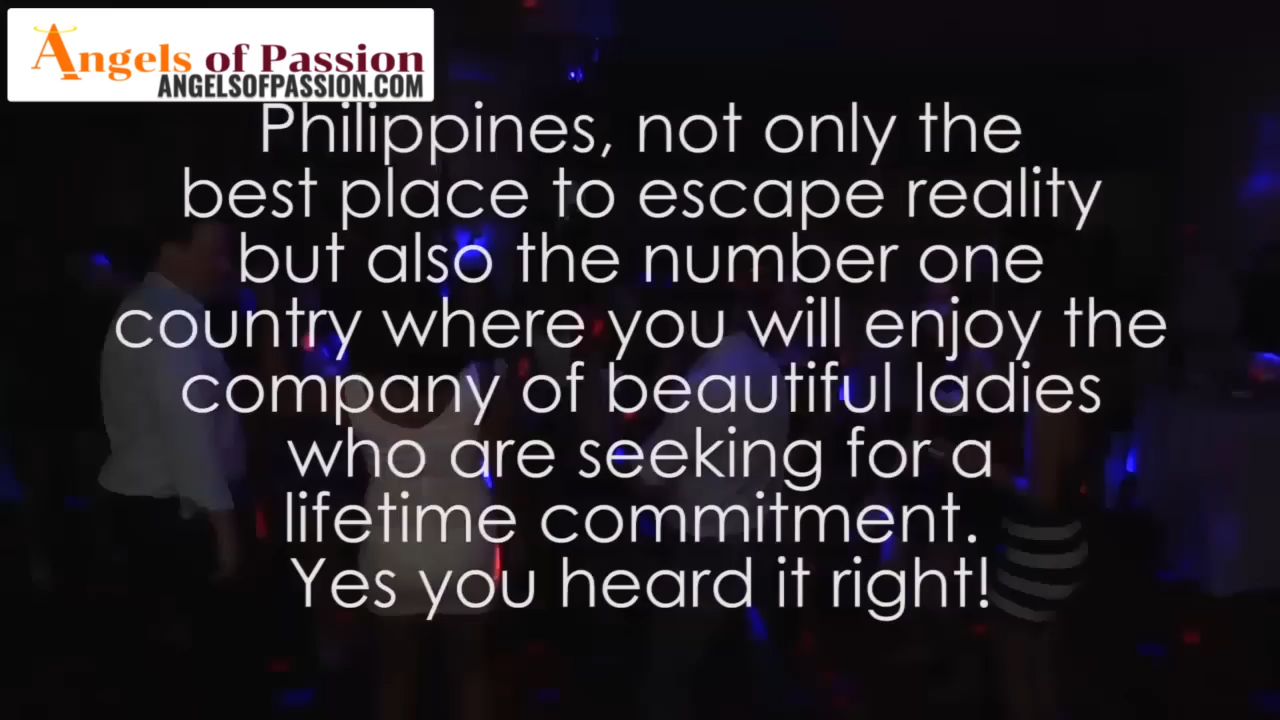 Angels of Passion
ANGELSOFPASSION.COM
Philippines, not only the
best place to escape reality
but also the number one
country where you will enjoy the
company of beautiful ladies
who are seeking for a
lifetime commitment.
Yes you heard it right!